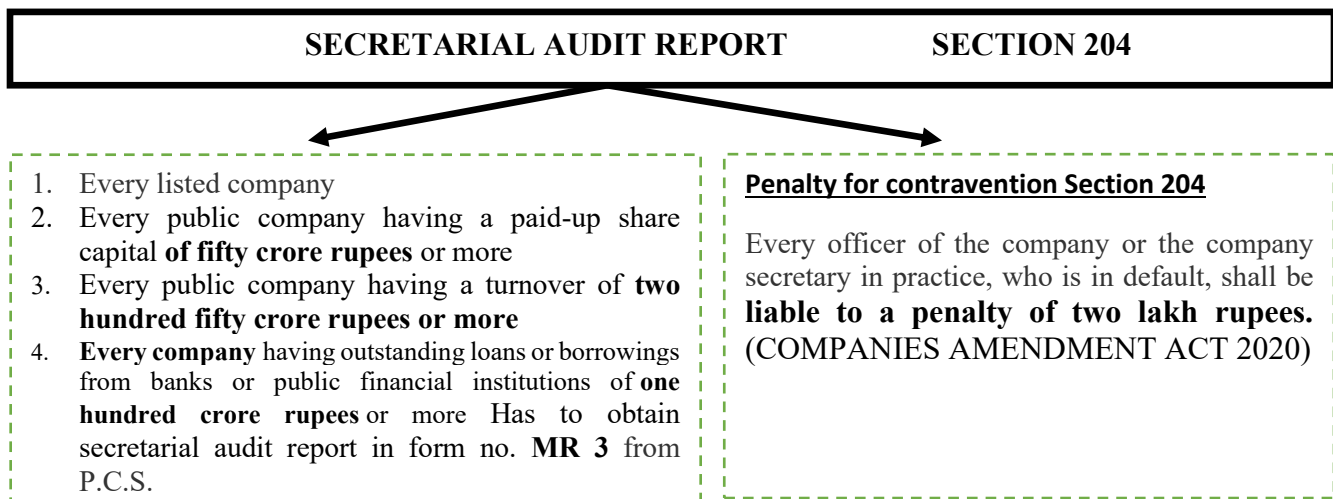 SECRETARIAL AUDIT REPORT SECTION 204
1. Every listed company
2. Every public company having a paid-up share
capital of fifty crore rupees or more
3. Every public company having a turnover of two
hundred fifty crore rupees or more
4. Every company having outstanding loans or borrowings
from banks or public financial institutions of one
hundred crore rupees or more Has to obtain
secretarial audit report in form no. MR 3 from
P.C.S.
Penalty for contravention Section 204
Every officer of the company or the company
secretary in practice, who is in default, shall be
liable to a penalty of two lakh rupees.
(COMPANIES AMENDMENT ACT 2020)